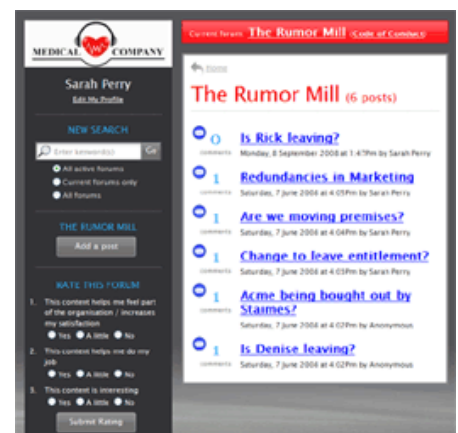 MEDICAL COMPANY
Sarah Perry
Edit My Profile
NEW SEARCH
Enter keyword(s) Go
All active forums
Current forums only
All forums
THE RUMOR MILL
Add a post
RATE THIS FORUM
1. This content helps me feel part
of the organisation / increases
my satisfaction
Yes A little No
2. This content helps me do my
job
Yes A little No
3. This content is interesting
Yes A little No
Submit Rating
Current forum: The Rumor Mill (Code of Conduct)
Home
The Rumor Mill (6 posts)
0 Is Rick leaving?
comments Monday, 8 September 2008 at 1:47Pm by Sarah Perry
1 Redundancies in Marketing
comments Saturday, 7 June 2008 at 4:05Pm by Sarah Perry
1 Are we moving premises?
comments Saturday, 7 June 2008 at 4:04Pm by Sarah Perry
1 Change to leave entitlement?
comments Saturday, 7 June 2008 at 4:03Pm by Sarah Perry
1 Acme being bought out by
Staimes?
comments Saturday, 7 June 2008 at 4:02Pm by Anonymous
1 Is Denise leaving?
comments Saturday, 7 June 2008 at 4:02Pm by Anonymous